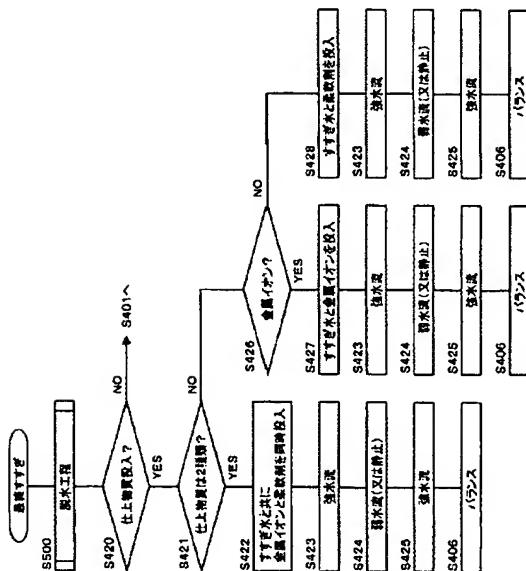 最終すすぎ
S500
脱水工程
S420
仕上物質投入?
NO
S401へ
YES
S421
仕上物質は2種類?
NO
YES
S422
すすぎ水と共に
金属イオンと柔軟剤を同時投入
S423
強水流
S424
弱水流(又は静止)
S425
強水流
S406
バランス
S426
金属イオン?
NO
YES
S427
すすぎ水と金属イオンを投入
S423
強水流
S424
弱水流(又は静止)
S425
強水流
S406
バランス
S428
すすぎ水と柔軟剤を投入
S423
強水流
S424
弱水流(又は静止)
S425
強水流
S406
バランス